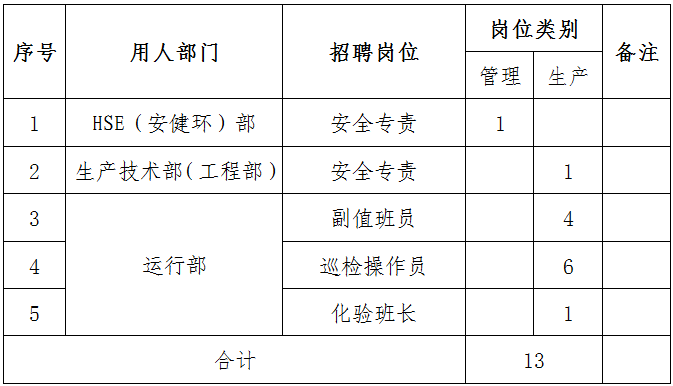 序号 用人部门 招聘岗位 岗位类别 备注
管理 生产
1 HSE（安健环）部 安全专责 1
2 生产技术部(工程部) 安全专责 1
3 运行部 副值班员 4
4 巡检操作员 6
5 化验班长 1
合计 13